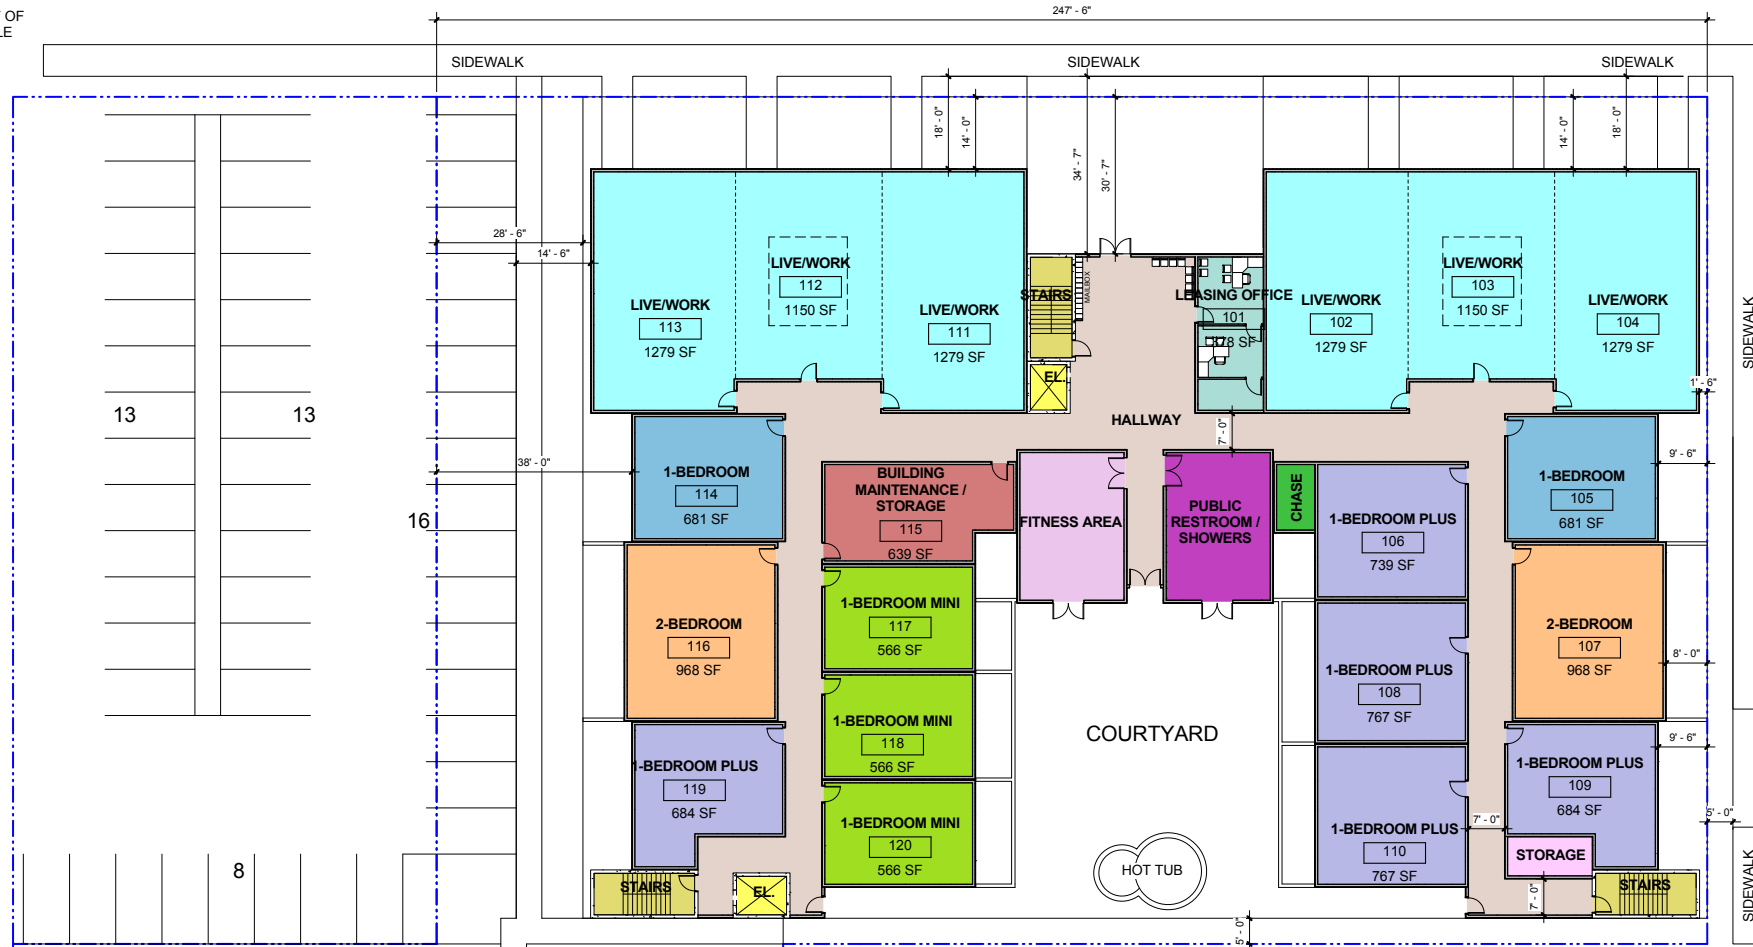 OF
LE
247' - 6"
SIDEWALK
SIDEWALK
SIDEWALK
18' - 0"
14' - 0"
34' - 7"
30' - 7"
14' - 0"
18' - 0"
28' - 6"
14' - 6"
LIVE/WORK
113
1279 SF
LIVE/WORK
112
1150 SF
LIVE/WORK
111
1279 SF
STAIRS
MAILBOX
EL.
LEASING OFFICE
101
378 SF
LIVE/WORK
102
1279 SF
LIVE/WORK
103
1150 SF
LIVE/WORK
104
1279 SF
SIDEWALK
1' - 6"
13
13
16
8
HALLWAY
7' - 0"
38' - 0"
1-BEDROOM
114
681 SF
BUILDING
MAINTENANCE /
STORAGE
115
639 SF
FITNESS AREA
PUBLIC
RESTROOM /
SHOWERS
CHASE
1-BEDROOM PLUS
106
739 SF
1-BEDROOM
105
681 SF
9' - 6"
2-BEDROOM
116
968 SF
1-BEDROOM MINI
117
566 SF
1-BEDROOM PLUS
108
767 SF
2-BEDROOM
107
968 SF
8' - 0"
1-BEDROOM MINI
118
566 SF
COURTYARD
9' - 6"
1-BEDROOM PLUS
119
684 SF
1-BEDROOM PLUS
109
684 SF
5' - 0"
1-BEDROOM MINI
120
566 SF
HOT TUB
1-BEDROOM PLUS
110
767 SF
7' - 0"
STORAGE
STAIRS
EL.
7' - 0"
STAIRS
SIDEWALK
5' - 0"